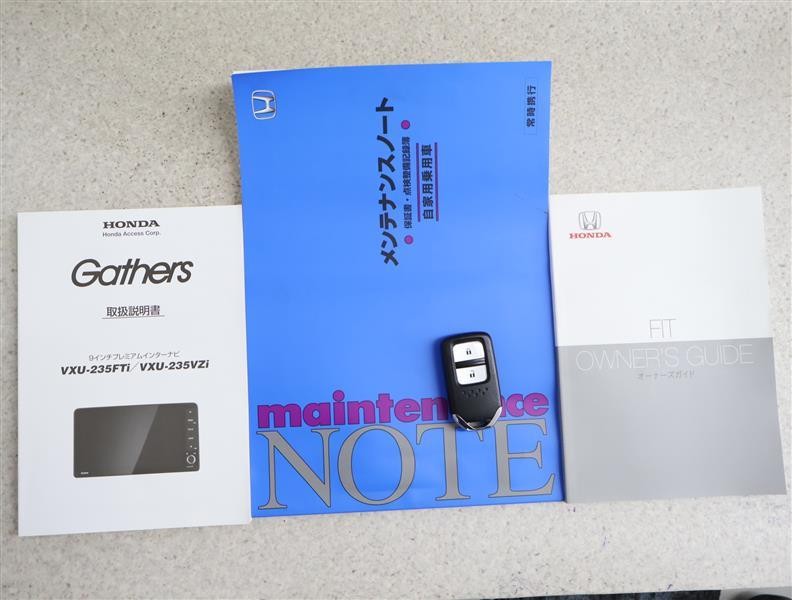 HONDA
Honda Access Corp.
Gathers
取扱説明書
9インチプレミアムインターナビ
VXU-235FTi/VXU-235VZi
常時携行
メンテナンスノート
保証書・点検整備記録簿
自家用乗用車
maintenance
NOTE
HONDA
FIT
OWNER'S GUIDE
オーナーズガイド